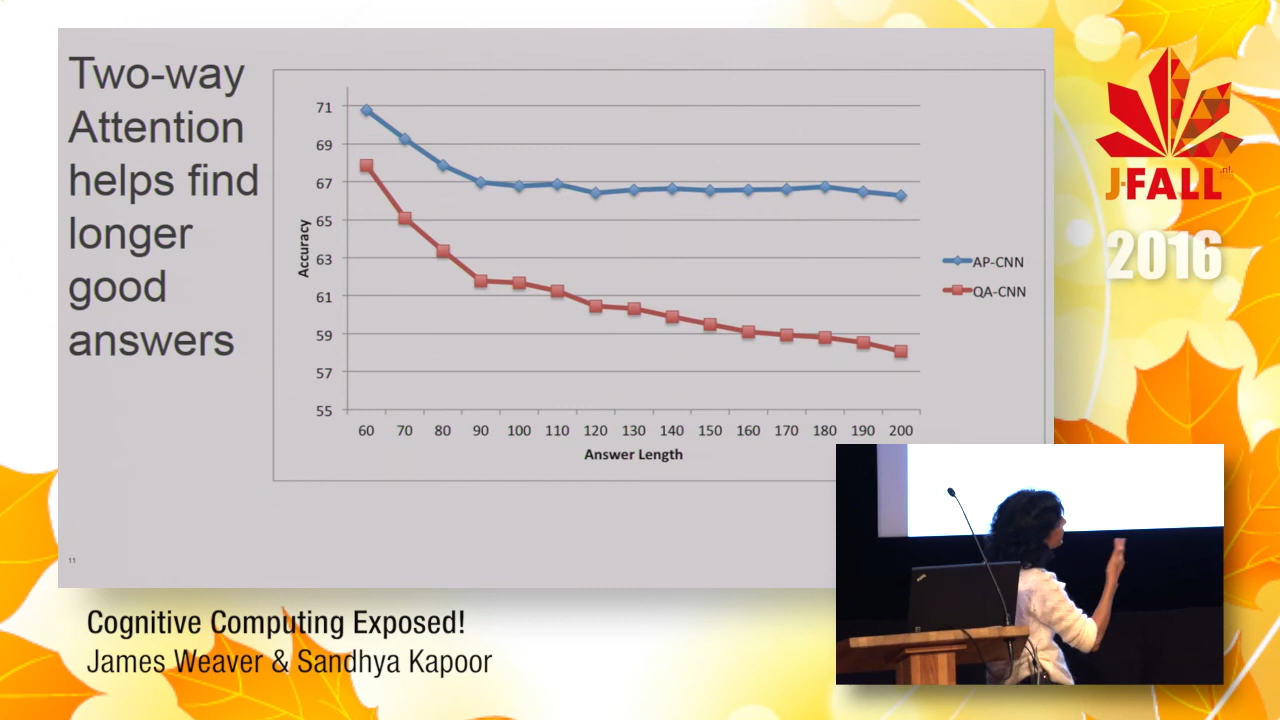 Two-way
Attention
helps find
longer
good
answers
71
69
67
65
63
61
59
57
55
Accuracy
60 70 80 90 100 110 120 130 140 150 160 170 180 190 200
Answer Length
AP-CNN
QA-CNN
11
J-FALL
.nl
2016
Cognitive Computing Exposed!
James Weaver & Sandhya Kapoor